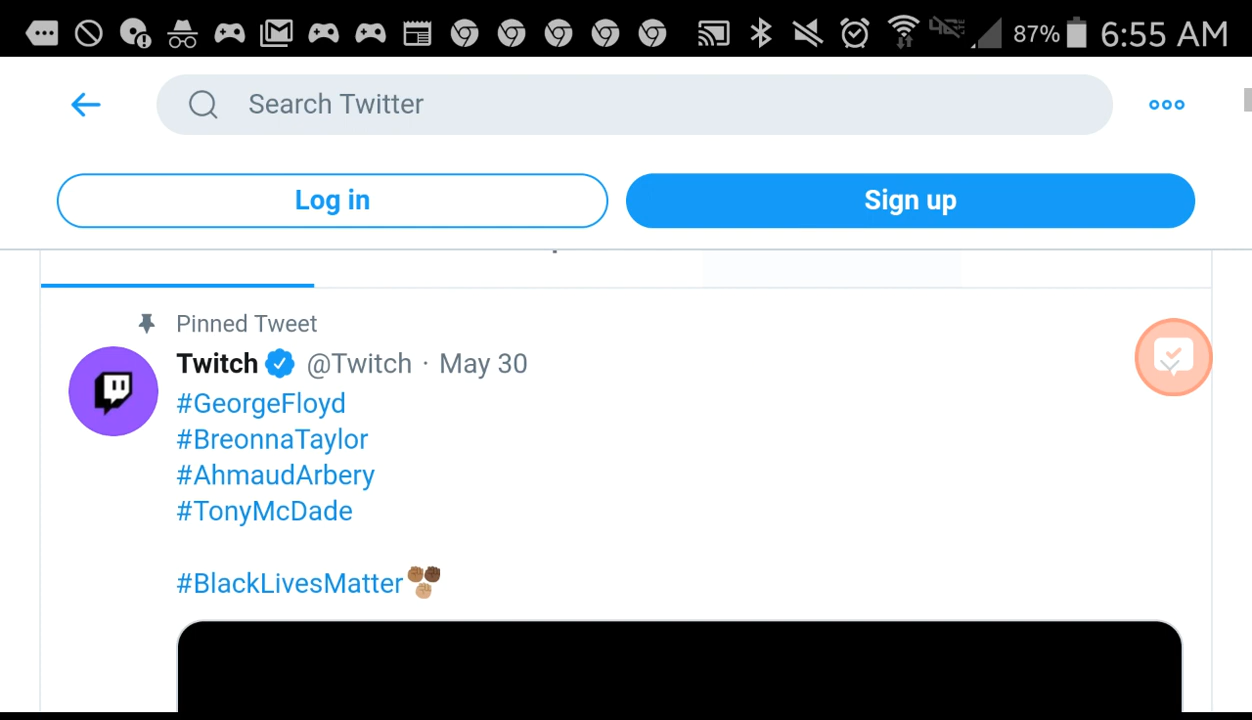 87% 6:55 AM
Search Twitter
Log in
Sign up
Pinned Tweet
Twitch @Twitch · May 30
#GeorgeFloyd
#BreonnaTaylor
#AhmaudArbery
#TonyMcDade
#BlackLivesMatter